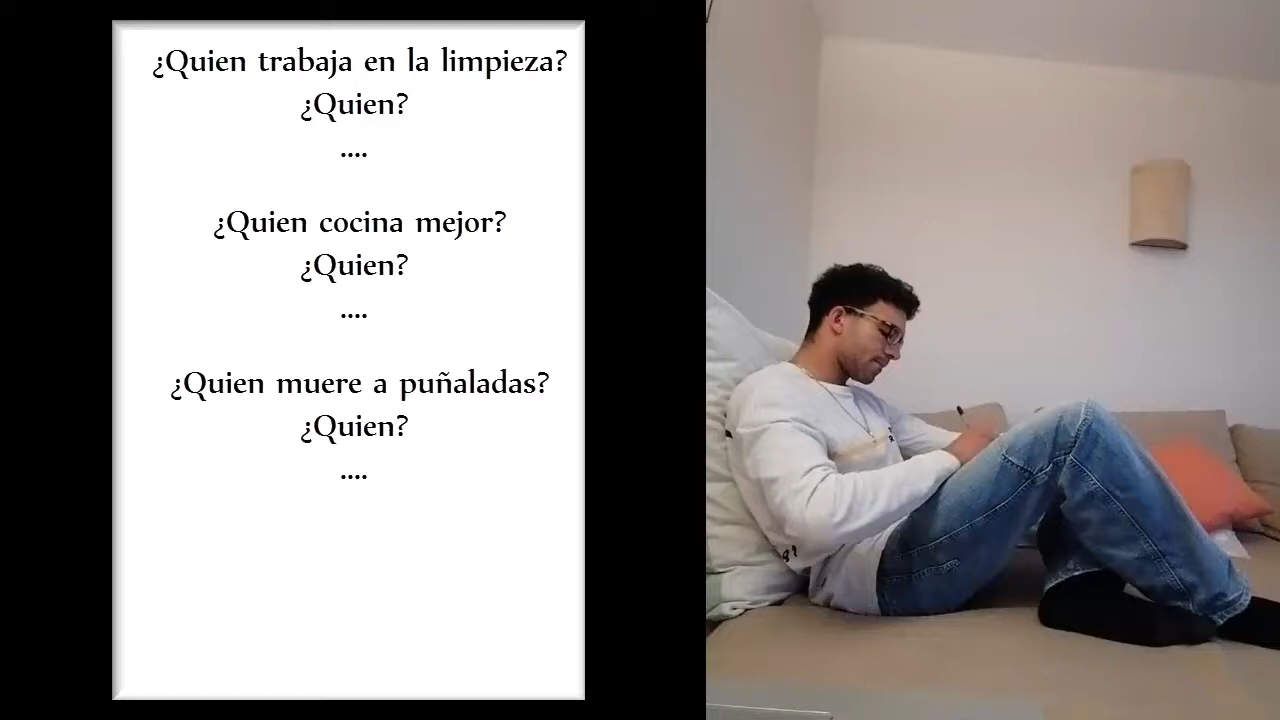 ¿Quien trabaja en la limpieza?
¿Quien?
....
¿Quien cocina mejor?
¿Quien?
....
¿Quien muere a puñaladas?
¿Quien?
....